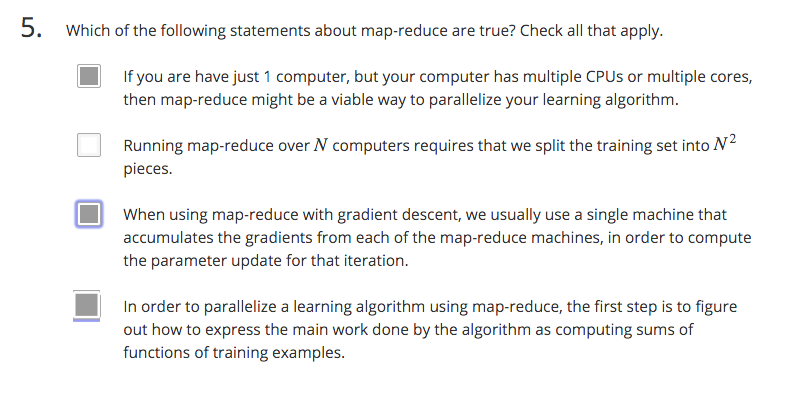 5. Which of the following statements about map-reduce are true? Check all that apply.
If you are have just 1 computer, but your computer has multiple CPUs or multiple cores,
then map-reduce might be a viable way to parallelize your learning algorithm.
Running map-reduce over N computers requires that we split the training set into N²
pieces.
When using map-reduce with gradient descent, we usually use a single machine that
accumulates the gradients from each of the map-reduce machines, in order to compute
the parameter update for that iteration.
In order to parallelize a learning algorithm using map-reduce, the first step is to figure
out how to express the main work done by the algorithm as computing sums of
functions of training examples.